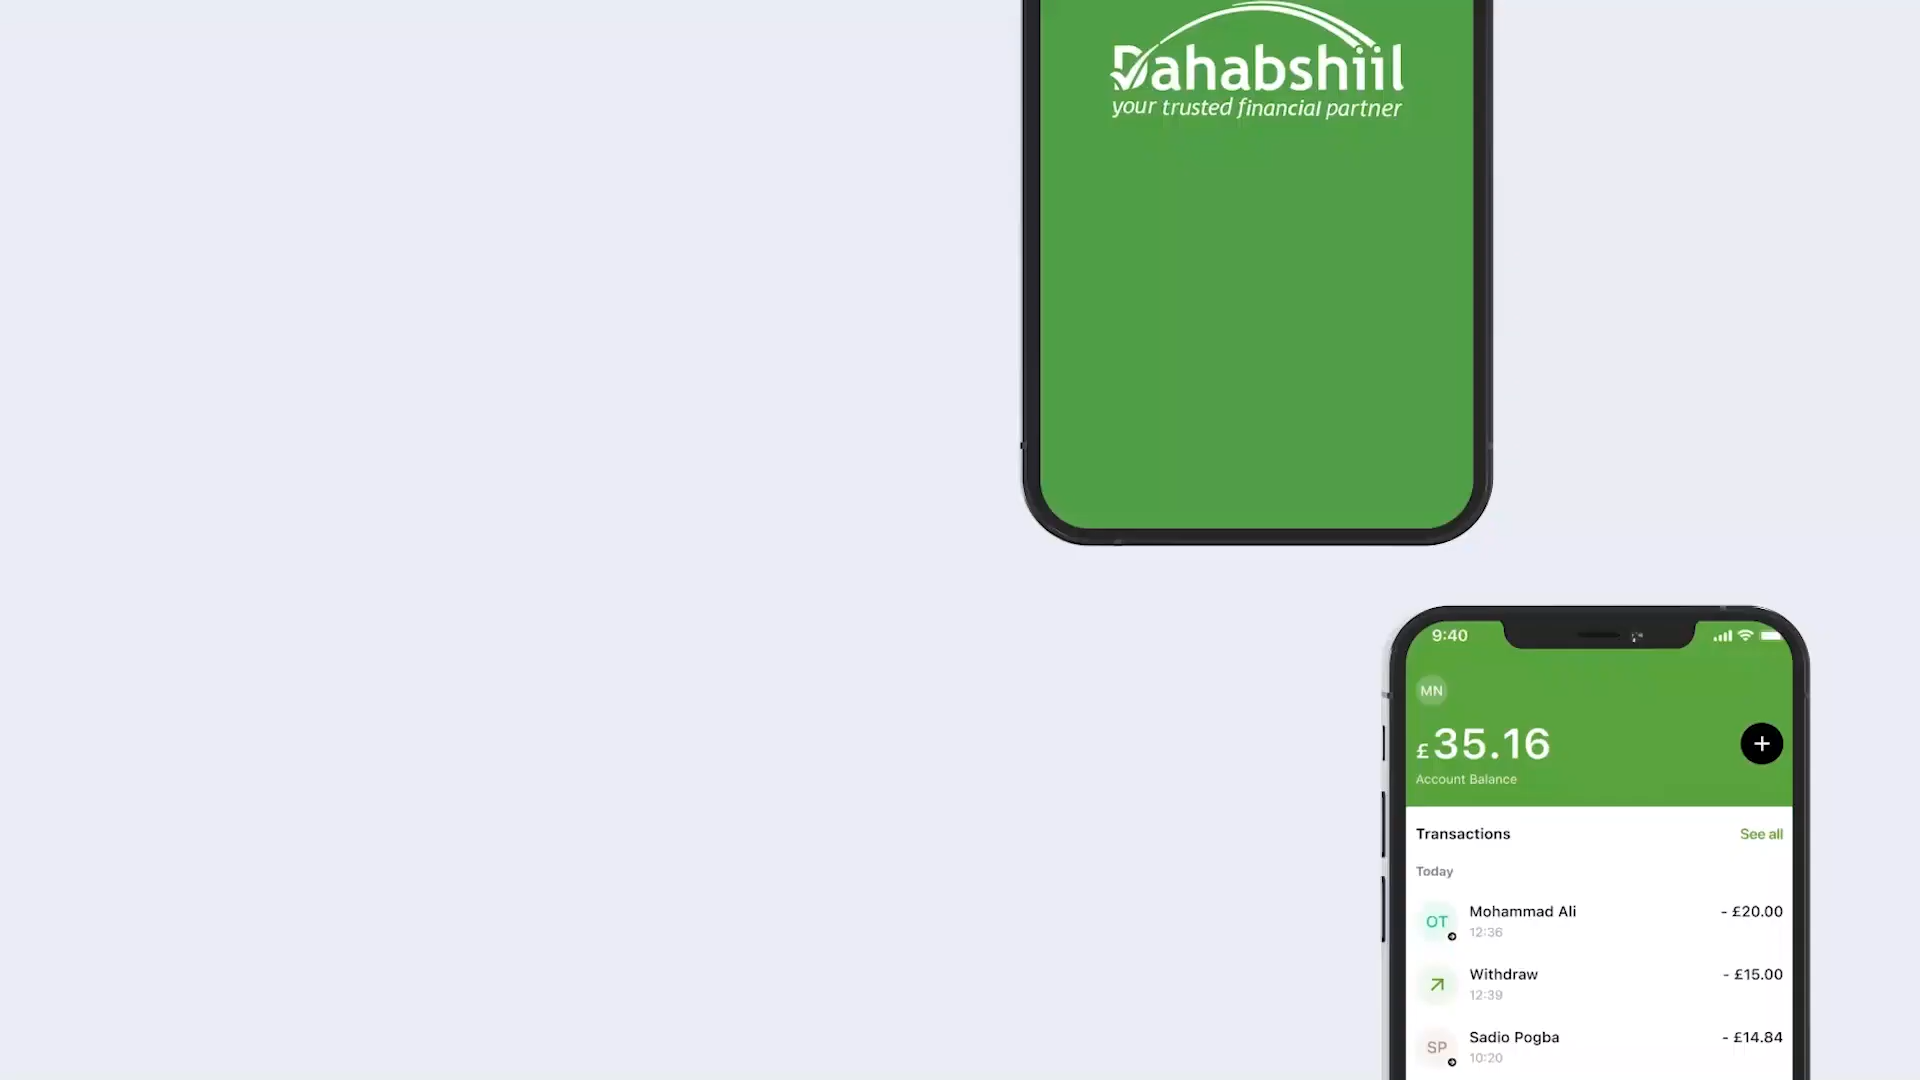 Dahabshiil
your trusted financial partner
9:40
MN
£35.16
Account Balance
Transactions
See all
Today
OT
Mohammad Ali
- £20.00
12:36
Withdraw
- £15.00
12:39
SP
Sadio Pogba
- £14.84
10:20